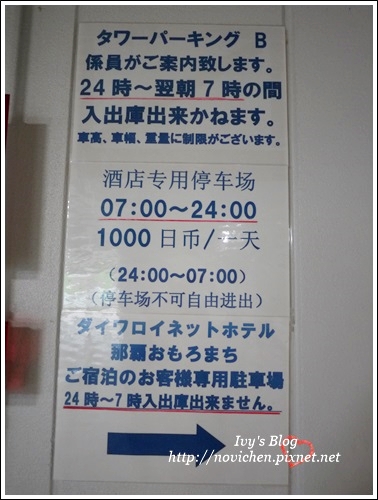 タワーパーキング B
係員がご案内致します。
24時～翌朝7時の間
入出庫出来かねます。
車高、車幅、重量に制限がございます。
酒店专用停车场
07:00～24:00
1000日币/一天
(24:00～07:00)
(停车场不可自由进出)
ダイワロイネットホテル
那覇おもろまち
ご宿泊のお客様専用駐車場
24時～7時入出庫出来ません。
Ivy's Blog
http://novichen.pixnet.net